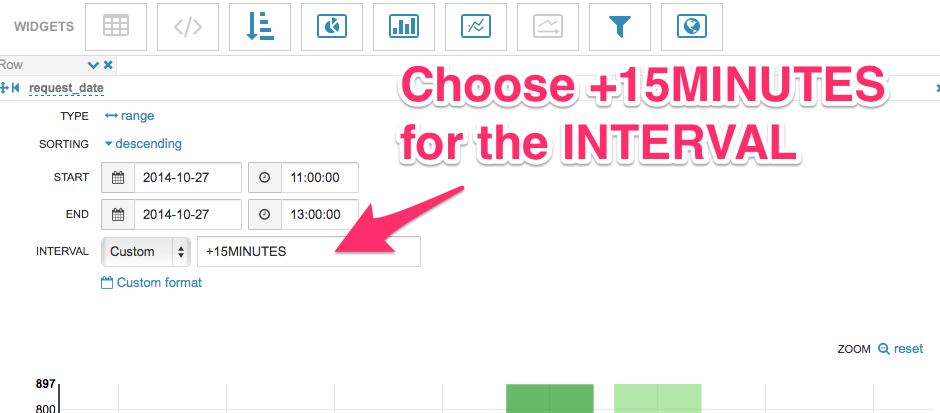 WIDGETS
Row
request_date
TYPE range
SORTING descending
START 2014-10-27 11:00:00
END 2014-10-27 13:00:00
INTERVAL Custom +15MINUTES
Custom format
Choose +15MINUTES
for the INTERVAL
ZOOM reset
897
800